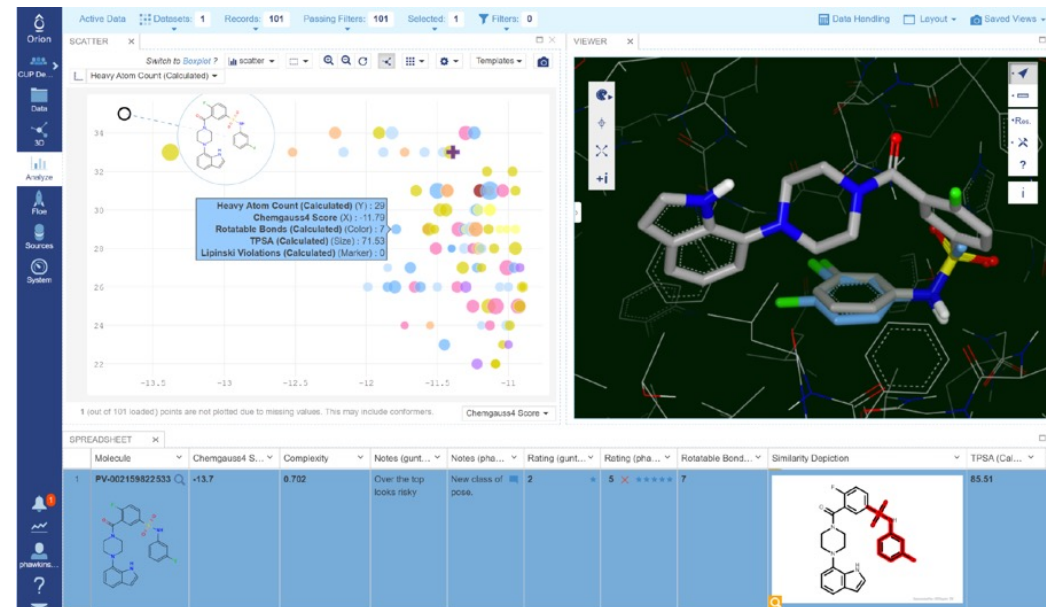 Orion
CUP De...
Data
3D
Analyze
Floe
Sources
System
phawkins...
?
Active Data
Datasets: 1
Records: 101
Passing Filters: 101
Selected: 1
Filters: 0
Data Handling
Layout
Saved Views
SCATTER ×
Switch to Boxplot ?
scatter
Templates
Heavy Atom Count (Calculated)
34
32
30
28
26
24
22
-13.5 -13 -12.5 -12 -11.5 -11
Heavy Atom Count (Calculated) (Y) : 29
Chemgauss4 Score (X) : -11.79
Rotatable Bonds (Calculated) (Color) : 7
TPSA (Calculated) (Size) : 71.53
Lipinski Violations (Calculated) (Marker) : 0
1 (out of 101 loaded) points are not plotted due to missing values. This may include conformers.
Chemgauss4 Score
VIEWER ×
+i
Res.
?
i
SPREADSHEET ×
Molecule Chemgauss4 S... Complexity Notes (gunt... Notes (pha... Rating (gunt... Rating (pha... Rotatable Bond... Similarity Depiction TPSA (Cal...
1 PV-002159822533 -13.7 0.702 Over the top New class of 2 5 7 85.51
looks risky pose.